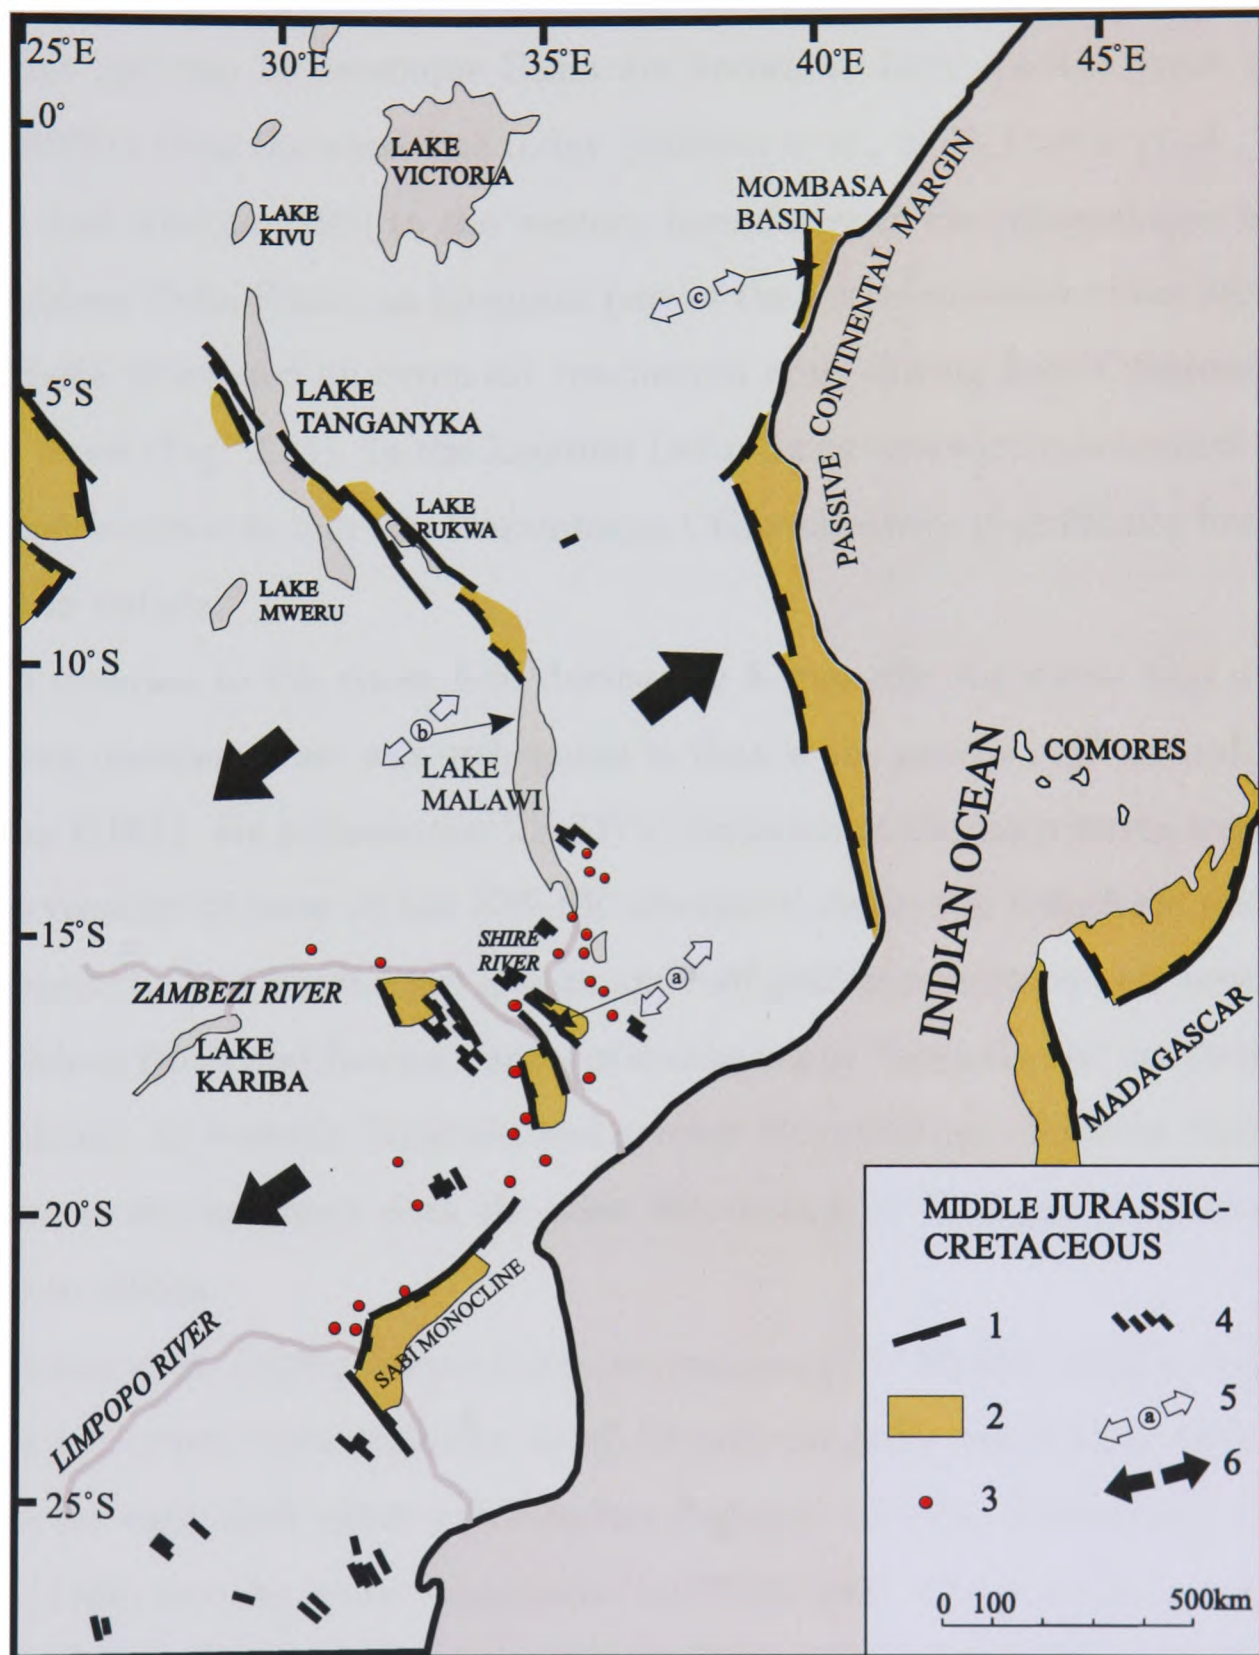 25°E
30°E
35°E
40°E
45°E
0°
LAKE
VICTORIA
LAKE
KIVU
MOMBASA
BASIN
PASSIVE CONTINENTAL MARGIN
c
5°S
LAKE
TANGANYKA
LAKE
RUKWA
LAKE
MWERU
10°S
b
LAKE
MALAWI
COMORES
INDIAN OCEAN
15°S
SHIRE
RIVER
a
ZAMBEZI RIVER
LAKE
KARIBA
MADAGASCAR
20°S
SABI MONOCLINE
LIMPOPO RIVER
25°S
MIDDLE JURASSIC-
CRETACEOUS
1
4
2
a
5
6
3
0 100 500km